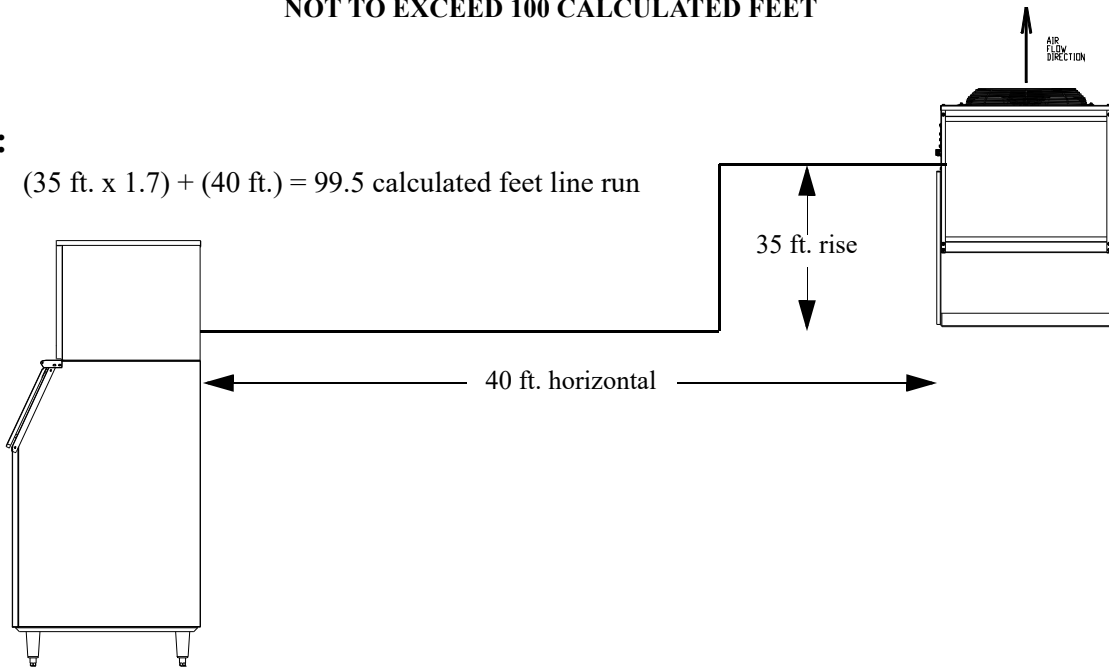 NOT TO EXCEED 100 CALCULATED FEET
AIR
FLOW
DIRECTION
:
(35 ft. x 1.7) + (40 ft.) = 99.5 calculated feet line run
35 ft. rise
40 ft. horizontal